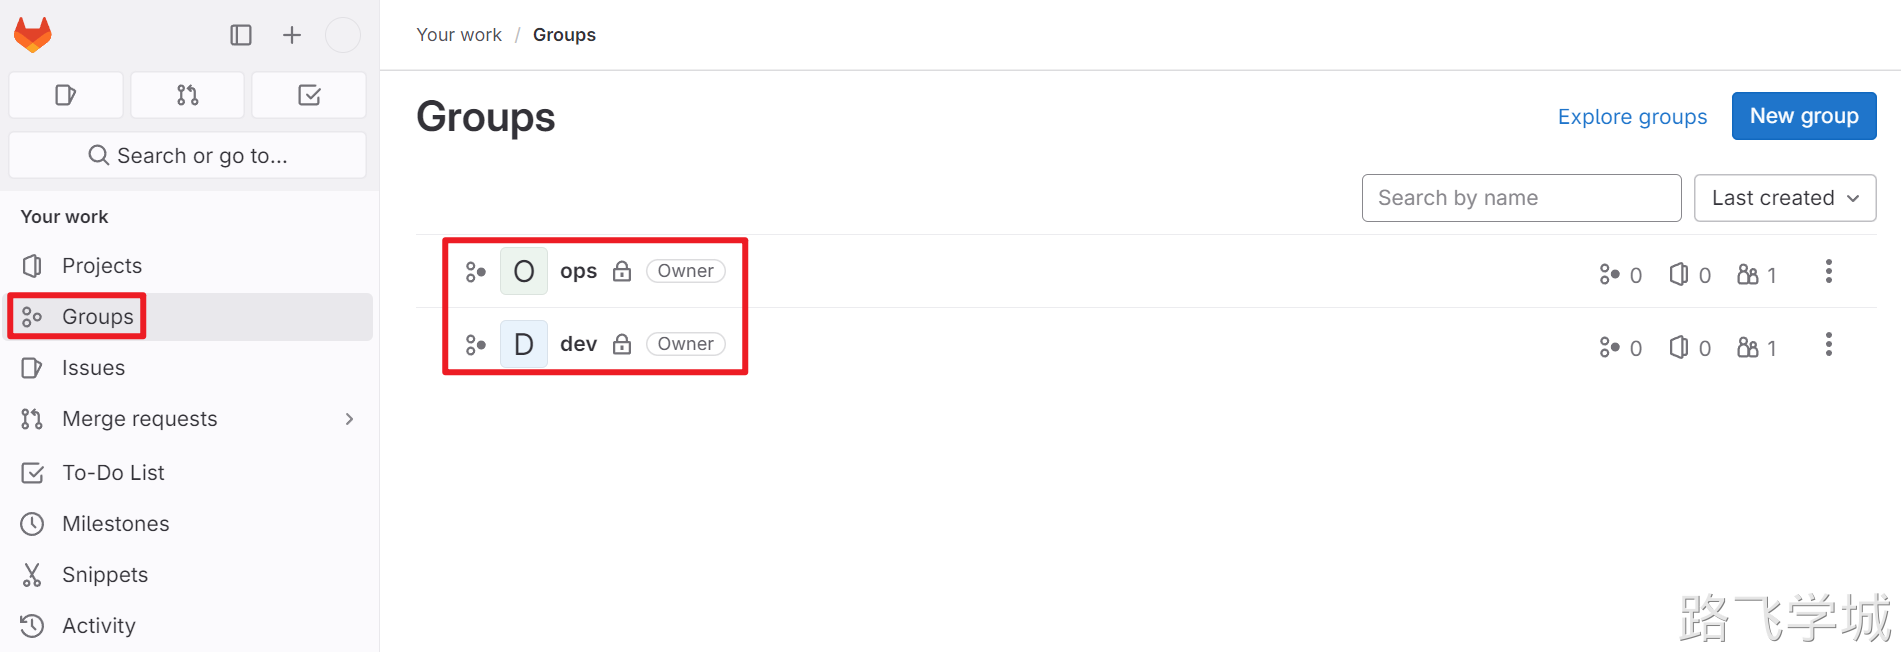 Your work / Groups
Search or go to...
Your work
Projects
Groups
Issues
Merge requests
To-Do List
Milestones
Snippets
Activity
Groups
Explore groups
New group
Search by name
Last created
O ops Owner 0 0 1
D dev Owner 0 0 1
路飞学城